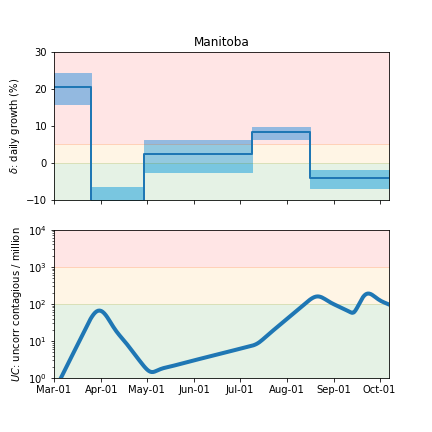 Manitoba
δ: daily growth (%)
30
20
10
0
−10
UC: uncorr contagious / million
10⁴
10³
10²
10¹
10⁰
Mar-01 Apr-01 May-01 Jun-01 Jul-01 Aug-01 Sep-01 Oct-01